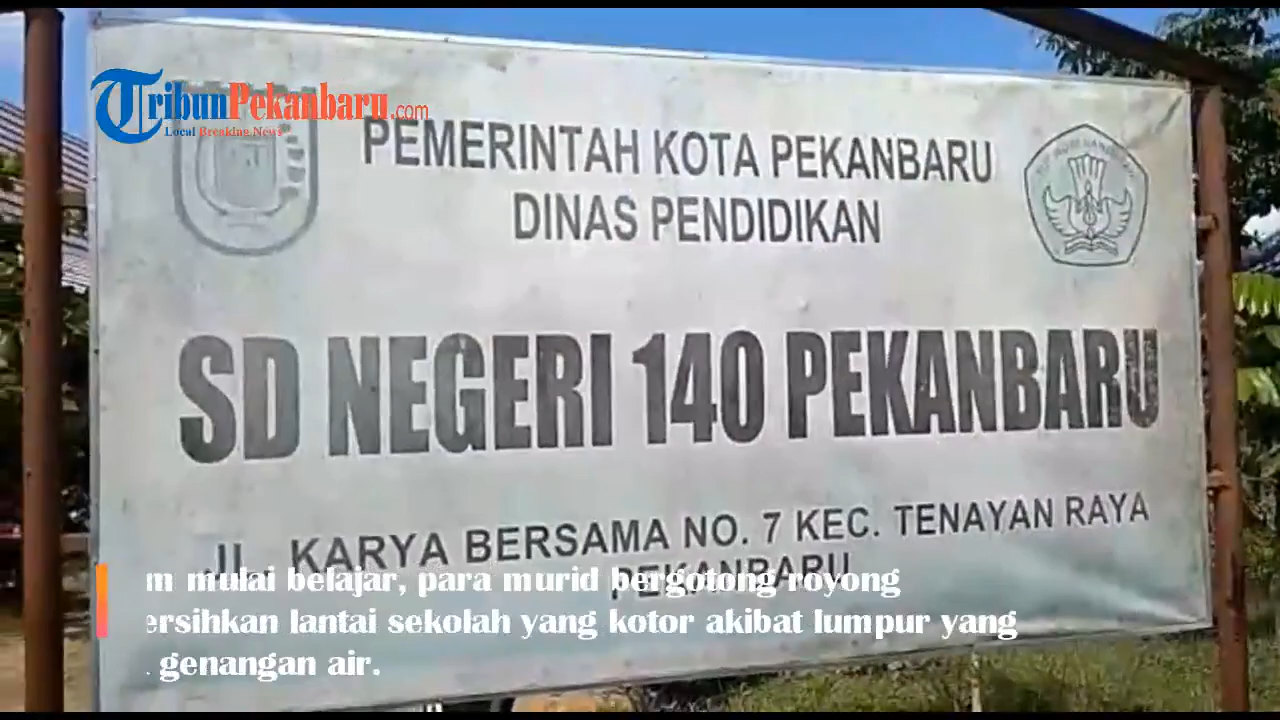 TribunPekanbaru.com
Local Breaking News
PEMERINTAH KOTA PEKANBARU
DINAS PENDIDIKAN
SD NEGERI 140 PEKANBARU
JL. KARYA BERSAMA NO. 7 KEC. TENAYAN RAYA
PEKANBARU
m mulai belajar, para murid bergotong royong
ersihkan lantai sekolah yang kotor akibat lumpur yang
genangan air.